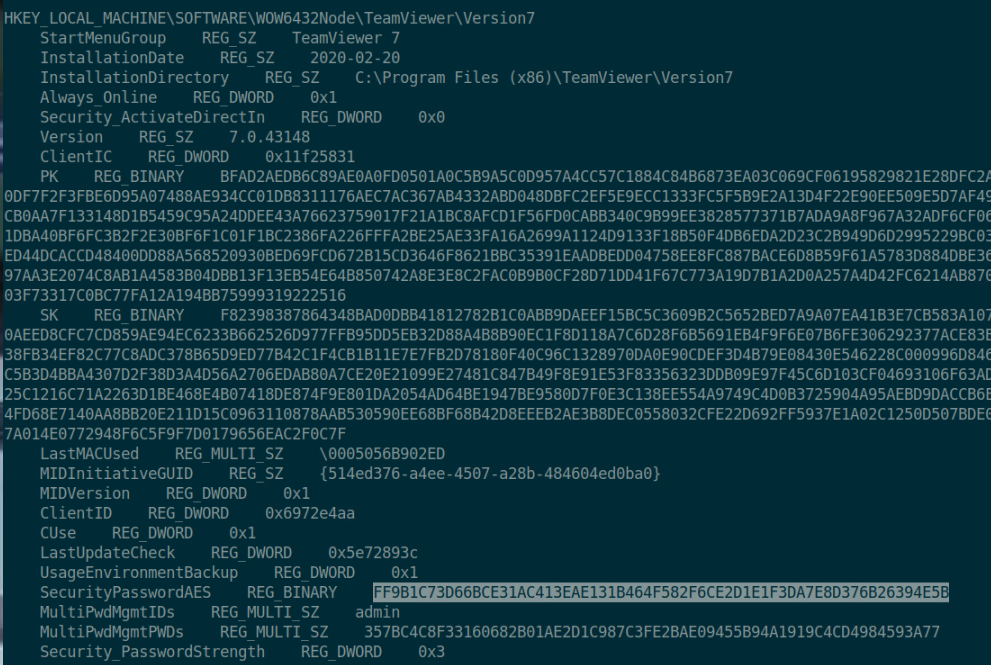 HKEY_LOCAL_MACHINE\SOFTWARE\WOW6432Node\TeamViewer\Version7
StartMenuGroup REG_SZ TeamViewer 7
InstallationDate REG_SZ 2020-02-20
InstallationDirectory REG_SZ C:\Program Files (x86)\TeamViewer\Version7
Always_Online REG_DWORD 0x1
Security_ActivateDirectIn REG_DWORD 0x0
Version REG_SZ 7.0.43148
ClientIC REG_DWORD 0x11f25831
PK REG_BINARY BFAD2AEDB6C89AE0A0FD0501A0C5B9A5C0D957A4CC57C1884C84B6873EA03C069CF06195829821E28DFC2A
0DF7F2F3FBE6D95A07488AE934CC01DB8311176AEC7AC367AB4332ABD048DBFC2EF5E9ECC1333FC5F5B9E2A13D4F22E90EE509E5D7AF49
CB0AA7F133148D1B5459C95A24DDEE43A76623759017F21A1BC8AFCD1F56FD0CABB340C9B99EE3828577371B7ADA9A8F967A32ADF6CF06
1DBA40BF6FC3B2F2E30BF6F1C01F1BC2386FA226FFFA2BE25AE33FA16A2699A1124D9133F18B50F4DB6EDA2D23C2B949D6D2995229BC03
ED44DCACCD48400DD88A568520930BED69FCD672B15CD3646F8621BBC35391EAADBEDD04758EE8FC887BACE6D8B59F61A5783D884DBE36
97AA3E2074C8AB1A4583B04DBB13F13EB54E64B850742A8E3E8C2FAC0B9B0CF28D71DD41F67C773A19D7B1A2D0A257A4D42FC6214AB870
03F73317C0BC77FA12A194BB75999319222516
SK REG_BINARY F82398387864348BAD0DBB41812782B1C0ABB9DAEEF15BC5C3609B2C5652BED7A9A07EA41B3E7CB583A107
0AEED8CFC7CD859AE94EC6233B662526D977FFB95DD5EB32D88A4B8B90EC1F8D118A7C6D28F6B5691EB4F9F6E07B6FE306292377ACE83E
38FB34EF82C77C8ADC378B65D9ED77B42C1F4CB1B11E7E7FB2D78180F40C96C1328970DA0E90CDEF3D4B79E08430E546228C000996D846
C5B3D4BBA4307D2F38D3A4D56A2706EDAB80A7CE20E21099E27481C847B49F8E91E53F83356323DDB09E97F45C6D103CF04693106F63AD
25C1216C71A2263D1BE468E4B07418DE874F9E801DA2054AD64BE1947BE9580D7F0E3C138EE554A9749C4D0B3725904A95AEBD9DACCB6E
4FD68E7140AA8BB20E211D15C0963110878AAB530590EE68BF68B42D8EEEB2AE3B8DEC0558032CFE22D692FF5937E1A02C1250D507BDE0
7A014E0772948F6C5F9F7D0179656EAC2F0C7F
LastMACUsed REG_MULTI_SZ \0005056B902ED
MIDInitiativeGUID REG_SZ {514ed376-a4ee-4507-a28b-484604ed0ba0}
MIDVersion REG_DWORD 0x1
ClientID REG_DWORD 0x6972e4aa
CUse REG_DWORD 0x1
LastUpdateCheck REG_DWORD 0x5e72893c
UsageEnvironmentBackup REG_DWORD 0x1
SecurityPasswordAES REG_BINARY FF9B1C73D66BCE31AC413EAE131B464F582F6CE2D1E1F3DA7E8D376B26394E5B
MultiPwdMgmtIDs REG_MULTI_SZ admin
MultiPwdMgmtPWDs REG_MULTI_SZ 357BC4C8F33160682B01AE2D1C987C3FE2BAE09455B94A1919C4CD4984593A77
Security_PasswordStrength REG_DWORD 0x3